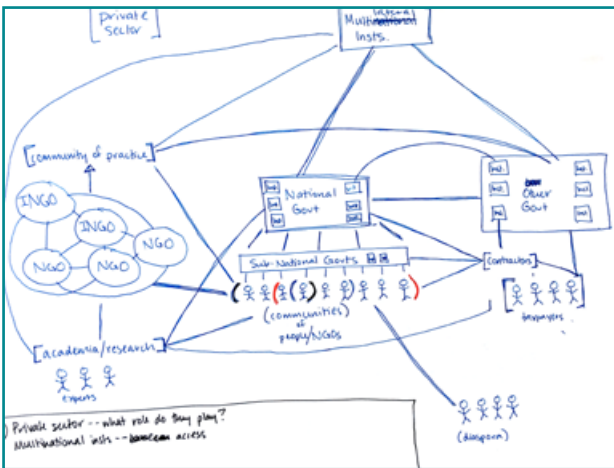 private
sector
Multinational
Insts.
[community of practice]
INGO
INGO
NGO
NGO
NGO
National
Govt
Other
Govt
Sub-National Govts
[contractors]
taxpayers
(communities)
of
people/NGOs
[academia/research]
experts
(diaspora)
Private sector -- what role do they play?
Multinational insts -- access